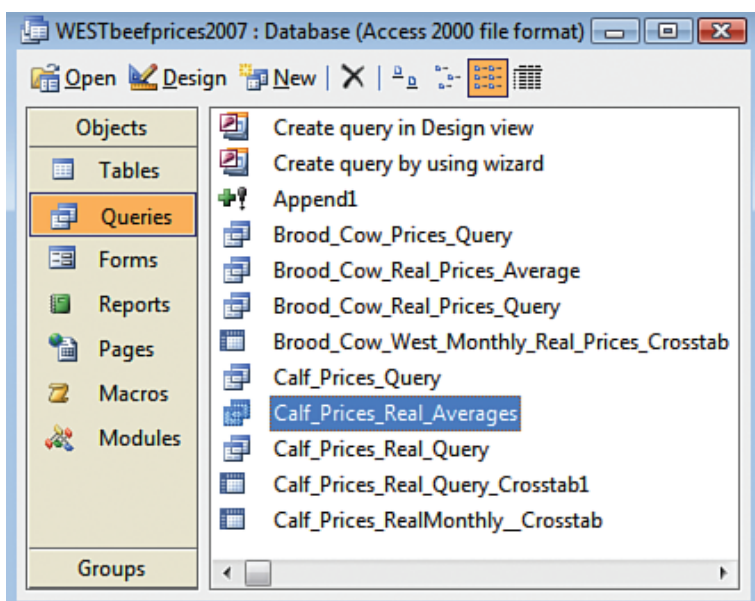 WESTbeefprices2007 : Database (Access 2000 file format)
Open Design New
Objects
Tables
Queries
Forms
Reports
Pages
Macros
Modules
Groups
Create query in Design view
Create query by using wizard
Append1
Brood_Cow_Prices_Query
Brood_Cow_Real_Prices_Average
Brood_Cow_Real_Prices_Query
Brood_Cow_West_Monthly_Real_Prices_Crosstab
Calf_Prices_Query
Calf_Prices_Real_Averages
Calf_Prices_Real_Query
Calf_Prices_Real_Query_Crosstab1
Calf_Prices_RealMonthly__Crosstab